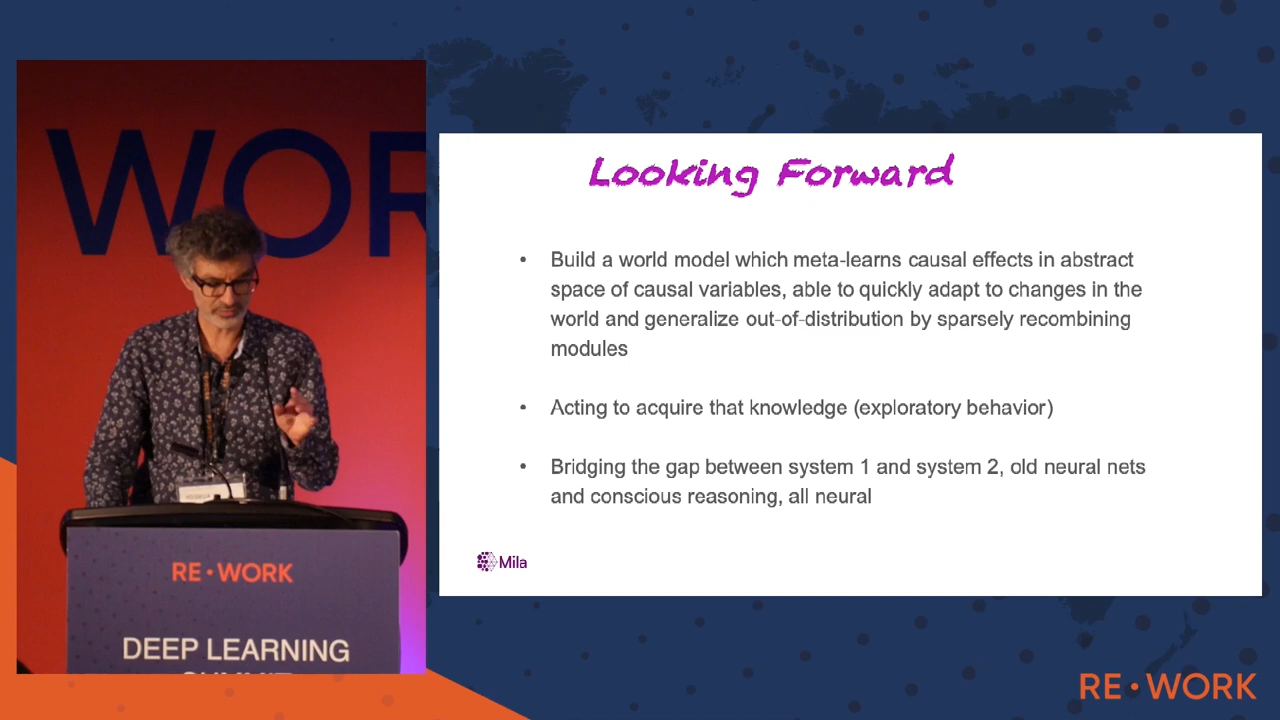 WOR
RE•WORK
DEEP LEARNING
SUMMIT
Looking Forward
• Build a world model which meta-learns causal effects in abstract
space of causal variables, able to quickly adapt to changes in the
world and generalize out-of-distribution by sparsely recombining
modules
• Acting to acquire that knowledge (exploratory behavior)
• Bridging the gap between system 1 and system 2, old neural nets
and conscious reasoning, all neural
Mila
RE•WORK